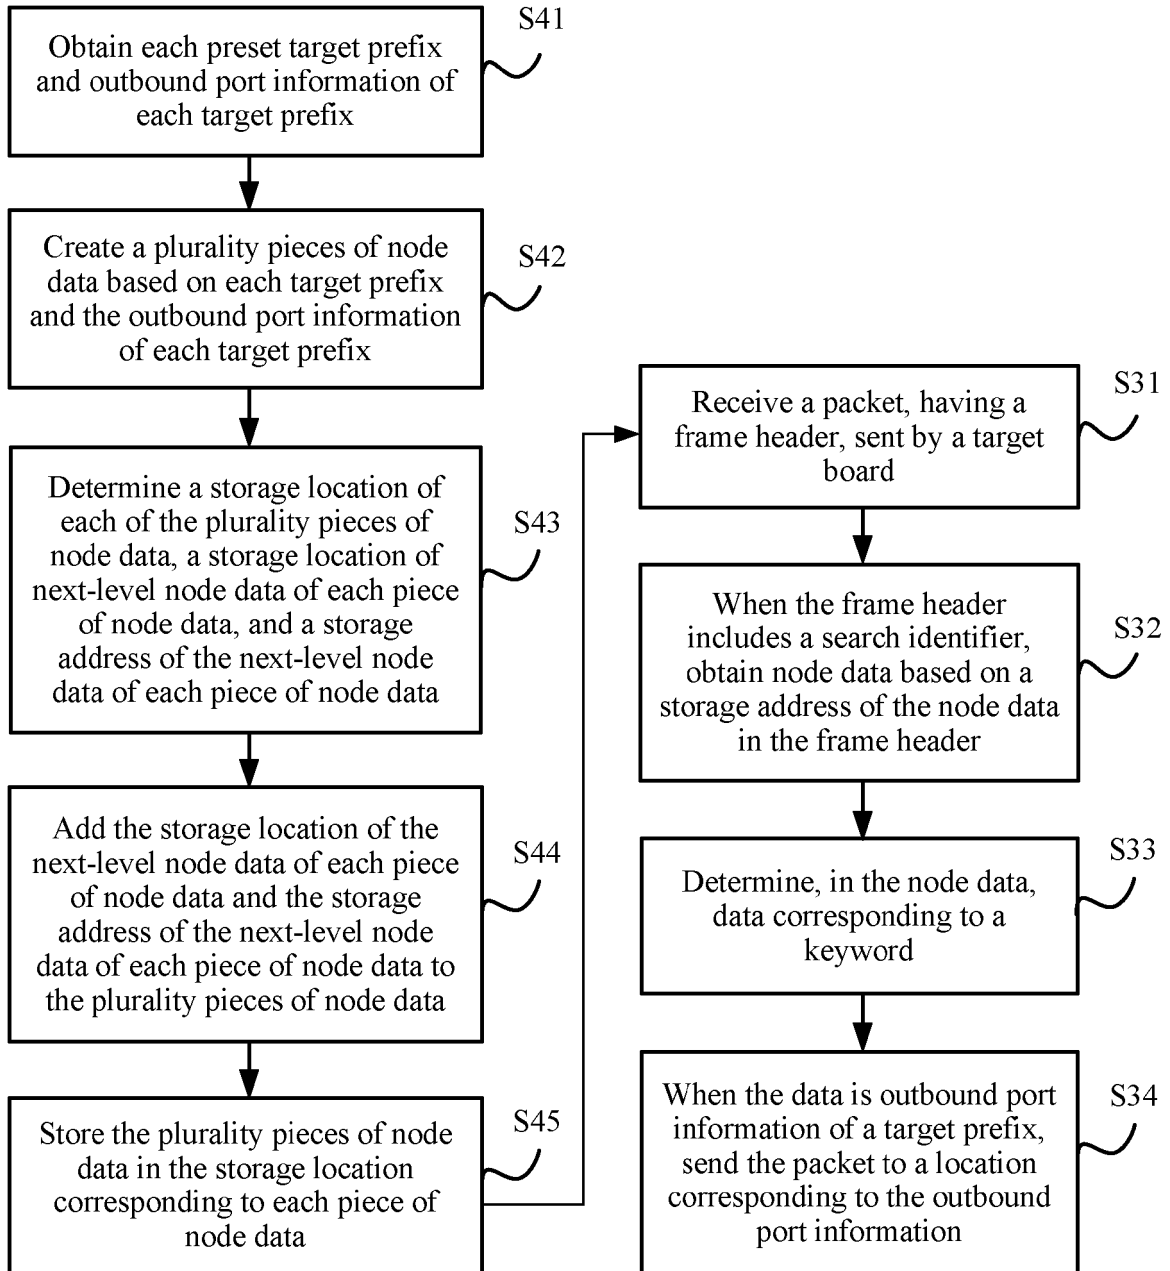 S41
Obtain each preset target prefix
and outbound port information of
each target prefix
S42
Create a plurality pieces of node
data based on each target prefix
and the outbound port information
of each target prefix
S43
Determine a storage location of
each of the plurality pieces of
node data, a storage location of
next-level node data of each piece
of node data, and a storage
address of the next-level node
data of each piece of node data
S44
Add the storage location of the
next-level node data of each piece
of node data and the storage
address of the next-level node
data of each piece of node data to
the plurality pieces of node data
S45
Store the plurality pieces of node
data in the storage location
corresponding to each piece of
node data
S31
Receive a packet, having a
frame header, sent by a target
board
S32
When the frame header
includes a search identifier,
obtain node data based on a
storage address of the node data
in the frame header
S33
Determine, in the node data,
data corresponding to a
keyword
S34
When the data is outbound port
information of a target prefix,
send the packet to a location
corresponding to the outbound
port information